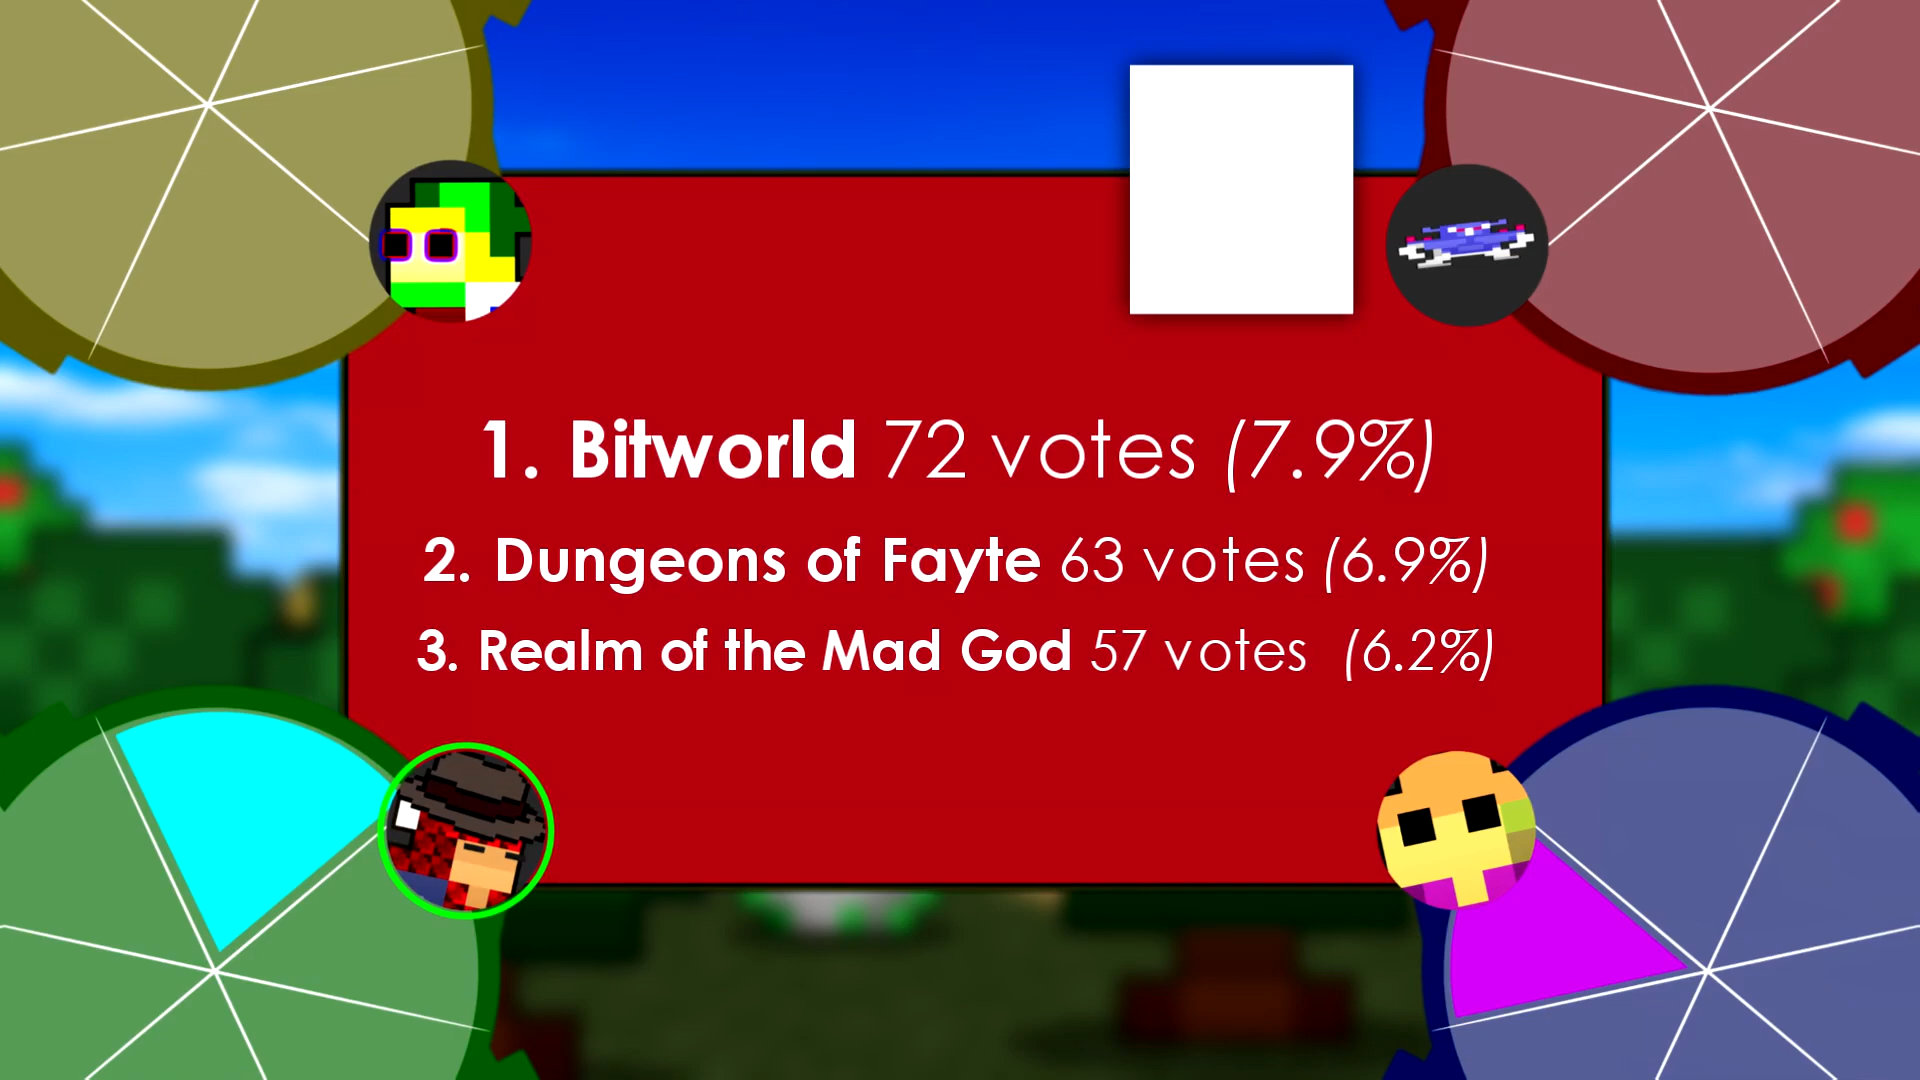 1. Bitworld 72 votes (7.9%)
2. Dungeons of Fayte 63 votes (6.9%)
3. Realm of the Mad God 57 votes (6.2%)